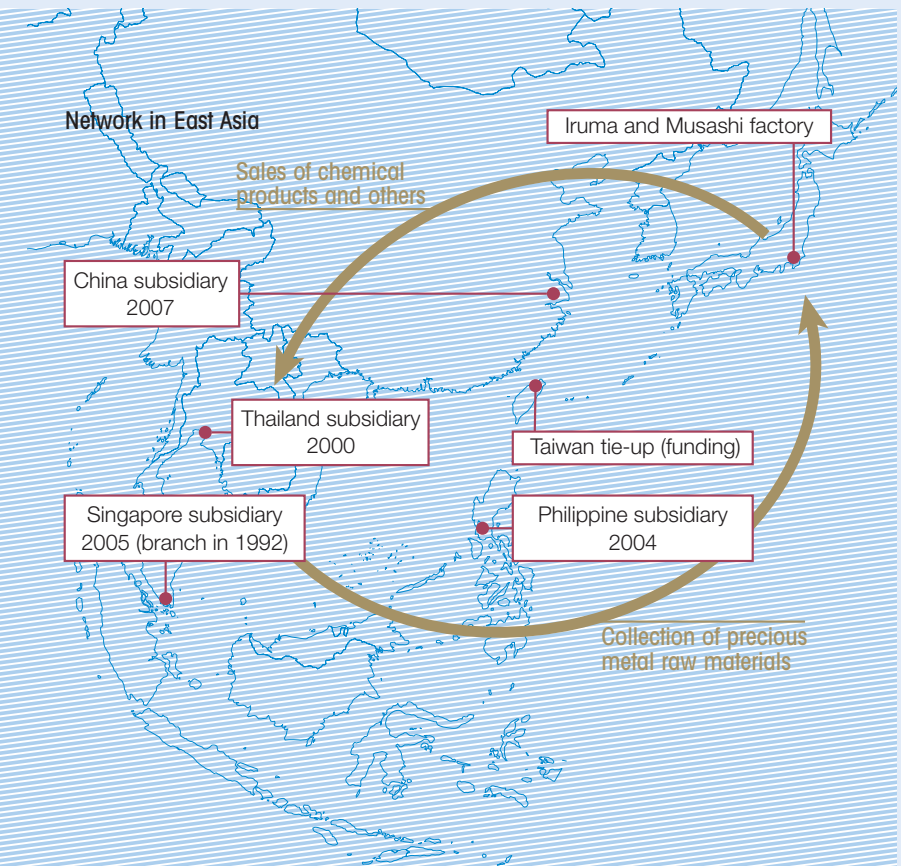 Network in East Asia
Iruma and Musashi factory
Sales of chemical
products and others
China subsidiary
2007
Thailand subsidiary
2000
Taiwan tie-up (funding)
Singapore subsidiary
2005 (branch in 1992)
Philippine subsidiary
2004
Collection of precious
metal raw materials